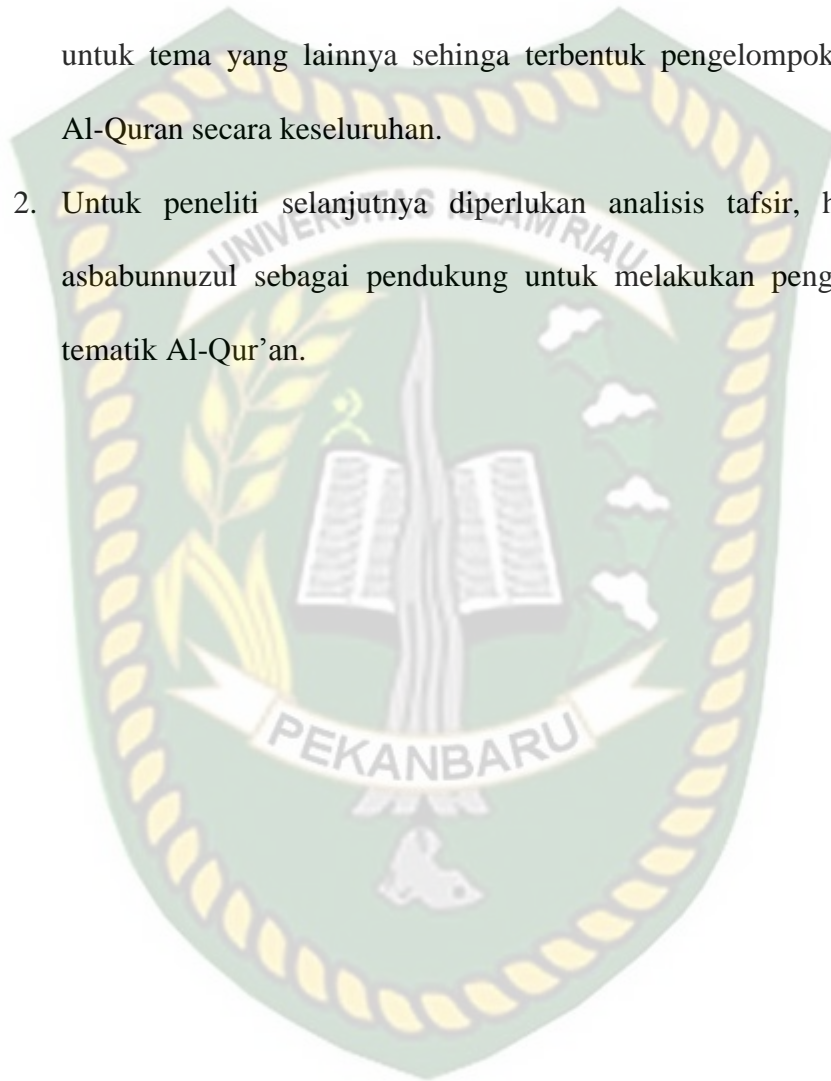 untuk tema yang lainnya sehinga terbentuk pengelompok
Al-Quran secara keseluruhan.
2. Untuk peneliti selanjutnya diperlukan analisis tafsir, h
asbabunnuzul sebagai pendukung untuk melakukan peng
tematik Al-Qur’an.
UNIVERSITAS ISLAM RIAU
PEKANBARU